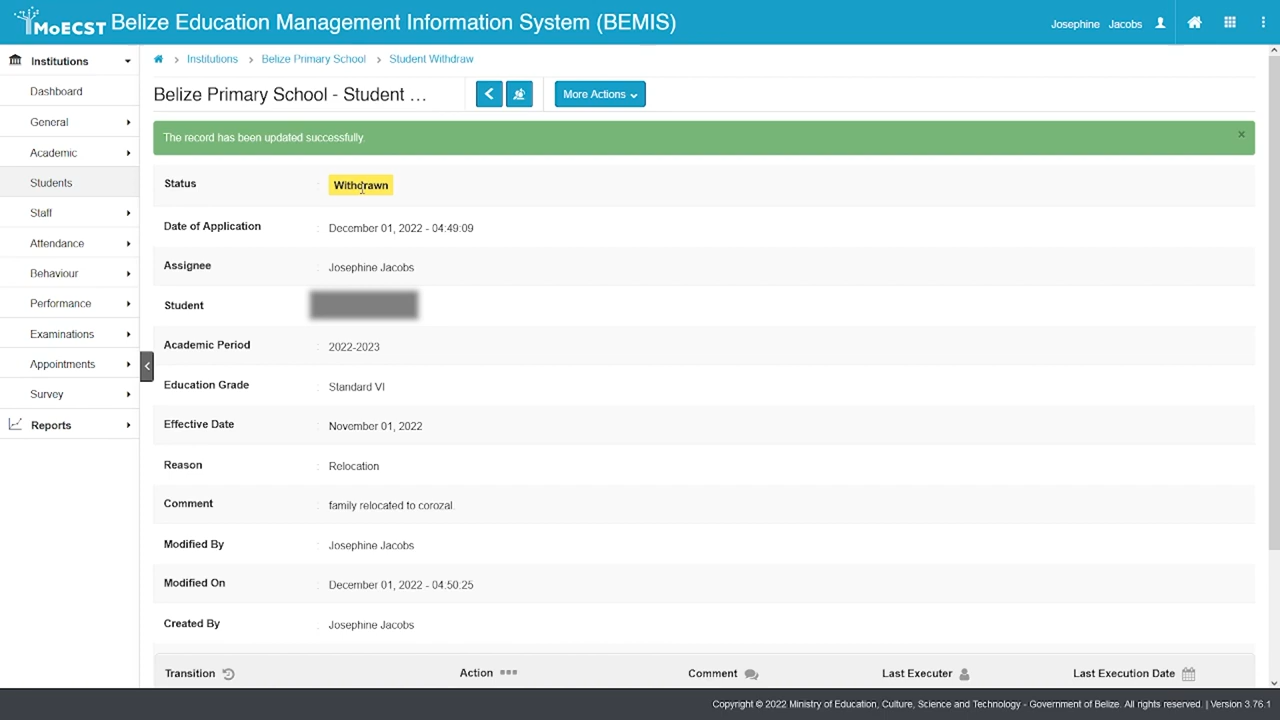 MoECST Belize Education Management Information System (BEMIS)
Josephine Jacobs
Institutions
Dashboard
General
Academic
Students
Staff
Attendance
Behaviour
Performance
Examinations
Appointments
Survey
Reports
Institutions > Belize Primary School > Student Withdraw
Belize Primary School - Student ...
More Actions
The record has been updated successfully. ×
Status : Withdrawn
Date of Application : December 01, 2022 - 04:49:09
Assignee : Josephine Jacobs
Student
Academic Period : 2022-2023
Education Grade : Standard VI
Effective Date : November 01, 2022
Reason : Relocation
Comment : family relocated to corozal.
Modified By : Josephine Jacobs
Modified On : December 01, 2022 - 04:50:25
Created By : Josephine Jacobs
Transition Action Comment Last Executer Last Execution Date
Copyright © 2022 Ministry of Education, Culture, Science and Technology - Government of Belize. All rights reserved. | Version 3.76.1